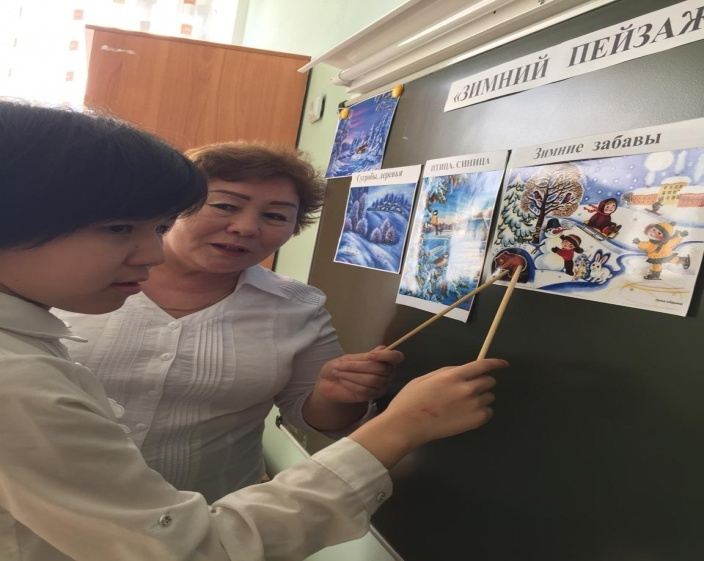 «ЗИМНИЙ ПЕЙЗАЖ
Сугробы, деревья
ПТИЦА. СИНИЦА
Зимние забавы